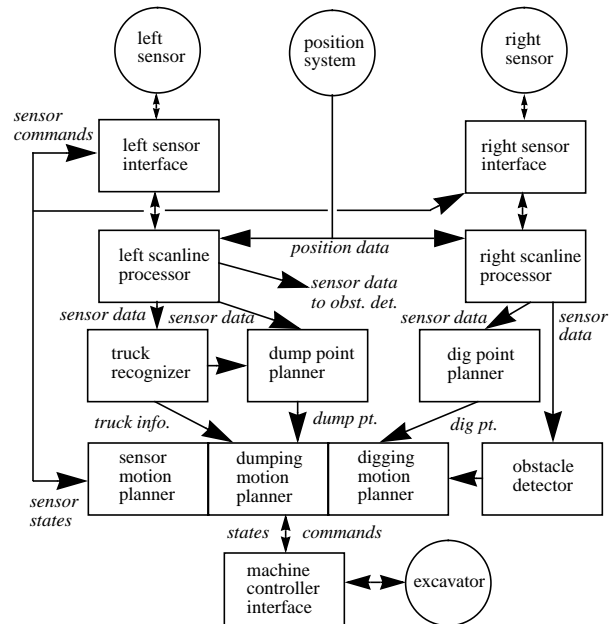 left
sensor
position
system
right
sensor
sensor
commands
left sensor
interface
right sensor
interface
left scanline
processor
position data
right scanline
processor
sensor data
to obst. det.
sensor data
sensor data
sensor data
sensor
data
truck
recognizer
dump point
planner
dig point
planner
truck info.
dump pt.
dig pt.
sensor
motion
planner
dumping
motion
planner
digging
motion
planner
obstacle
detector
sensor
states
states
commands
machine
controller
interface
excavator